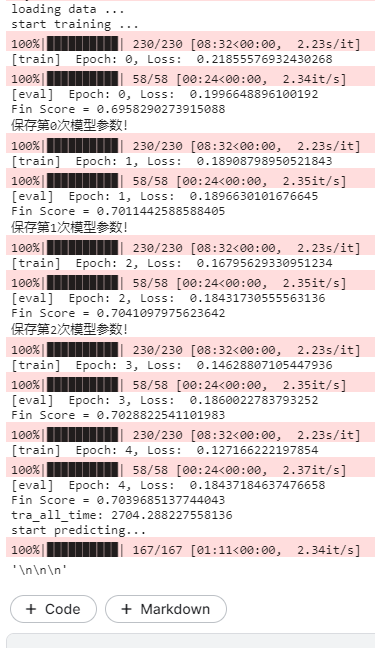 loading data ...
start training ...
100%|██████████| 230/230 [08:32<00:00,  2.23s/it]
[train]  Epoch: 0, Loss:  0.21855576932430268
100%|██████████| 58/58 [00:24<00:00,  2.34it/s]
[eval]  Epoch: 0, Loss:  0.1996648896100192
Fin Score = 0.6958290273915088
保存第0次模型参数!
100%|██████████| 230/230 [08:32<00:00,  2.23s/it]
[train]  Epoch: 1, Loss:  0.18908798950521843
100%|██████████| 58/58 [00:24<00:00,  2.35it/s]
[eval]  Epoch: 1, Loss:  0.1896630101676645
Fin Score = 0.7011442588588405
保存第1次模型参数!
100%|██████████| 230/230 [08:32<00:00,  2.23s/it]
[train]  Epoch: 2, Loss:  0.16795629330951234
100%|██████████| 58/58 [00:24<00:00,  2.35it/s]
[eval]  Epoch: 2, Loss:  0.18431730555563136
Fin Score = 0.7041097975623642
保存第2次模型参数!
100%|██████████| 230/230 [08:32<00:00,  2.23s/it]
[train]  Epoch: 3, Loss:  0.14628807105447936
100%|██████████| 58/58 [00:24<00:00,  2.35it/s]
[eval]  Epoch: 3, Loss:  0.1860022783793252
Fin Score = 0.7028822541101983
100%|██████████| 230/230 [08:32<00:00,  2.23s/it]
[train]  Epoch: 4, Loss:  0.127166222197854
100%|██████████| 58/58 [00:24<00:00,  2.37it/s]
[eval]  Epoch: 4, Loss:  0.18437184637476658
Fin Score = 0.7039685137744043
tra_all_time: 2704.288227558136
start predicting...
100%|██████████| 167/167 [01:11<00:00,  2.34it/s]
'\n\n\n'
+ Code
+ Markdown